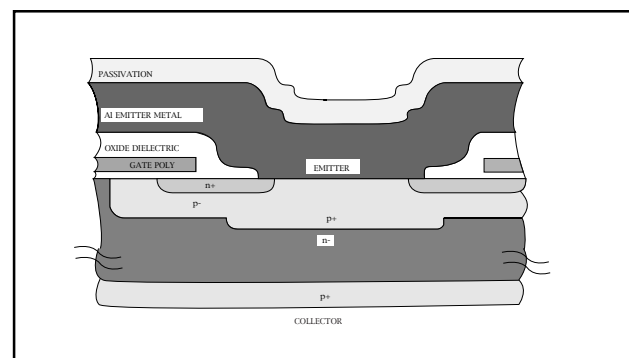 PASSIVATION
Al EMITTER METAL
OXIDE DIELECTRIC
GATE POLY
EMITTER
n+
p-
p+
n-
p+
COLLECTOR